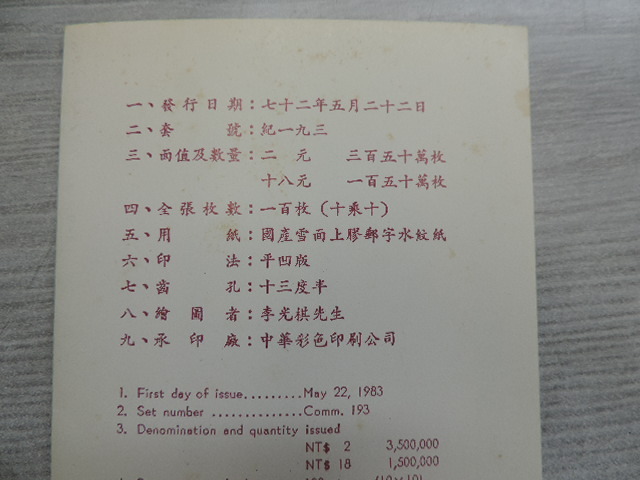 一、發行日期：七十二年五月二十二日
二、套　　號：紀一九三
三、面值及數量：二　元　三百五十萬枚
十八元　一百五十萬枚
四、全張枚數：一百枚（十乘十）
五、用　　紙：國產雪面上膠郵字水紋紙
六、印　　法：平凹版
七、齒　　孔：十三度半
八、繪圖者：李光棋先生
九、承印廠：中華彩色印刷公司
1. First day of issue.........May 22, 1983
2. Set number ..............Comm. 193
3. Denomination and quantity issued
NT$ 2 3,500,000
NT$ 18 1,500,000